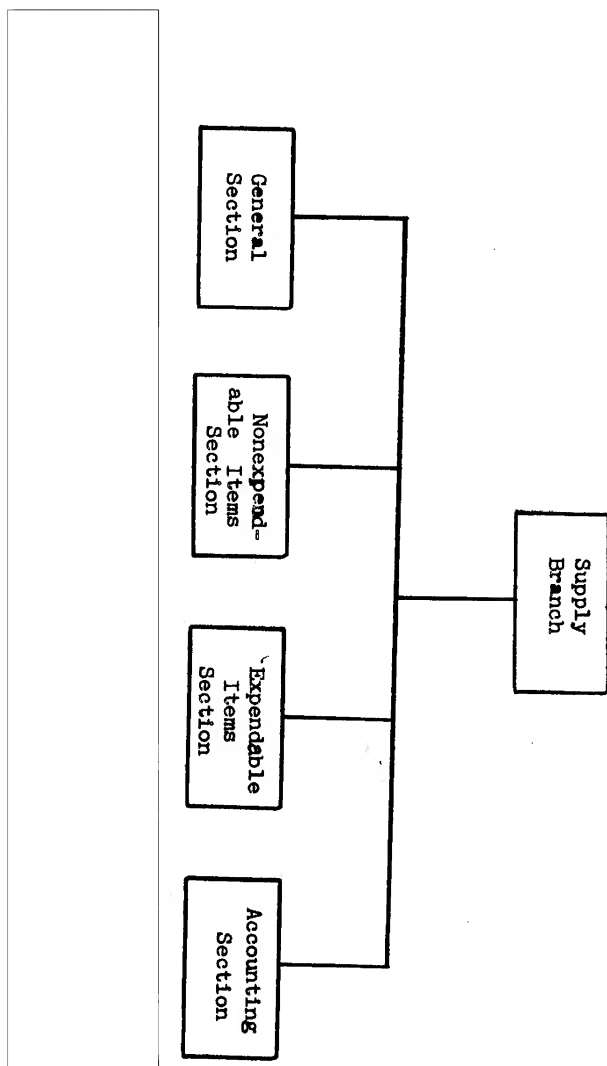 Supply
Branch
General
Section
Nonexpend-
able Items
Section
Expendable
Items
Section
Accounting
Section